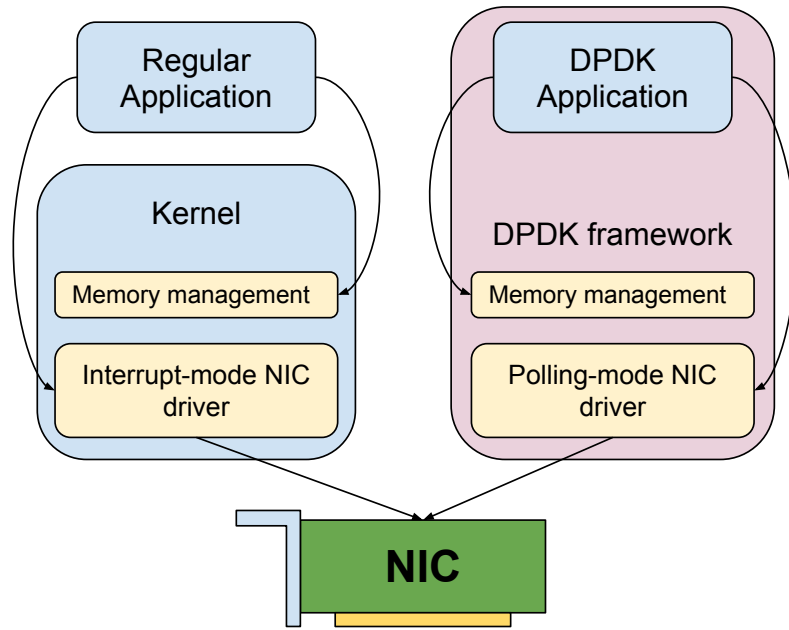 Regular
Application
DPDK
Application
Kernel
DPDK framework
Memory management
Memory management
Interrupt-mode NIC
driver
Polling-mode NIC
driver
NIC